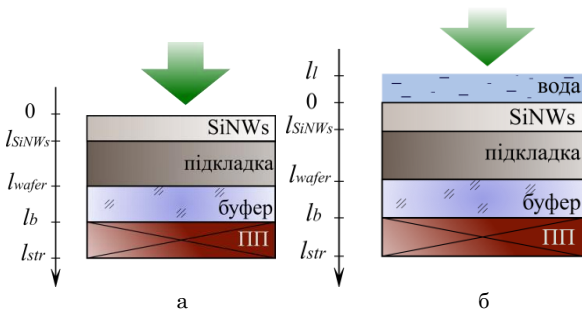 0
l_SiNWs
l_wafer
l_b
l_str
SiNWs
підкладка
буфер
ПП
а
l_l
0
l_SiNWs
l_wafer
l_b
l_str
вода
SiNWs
підкладка
буфер
ПП
б